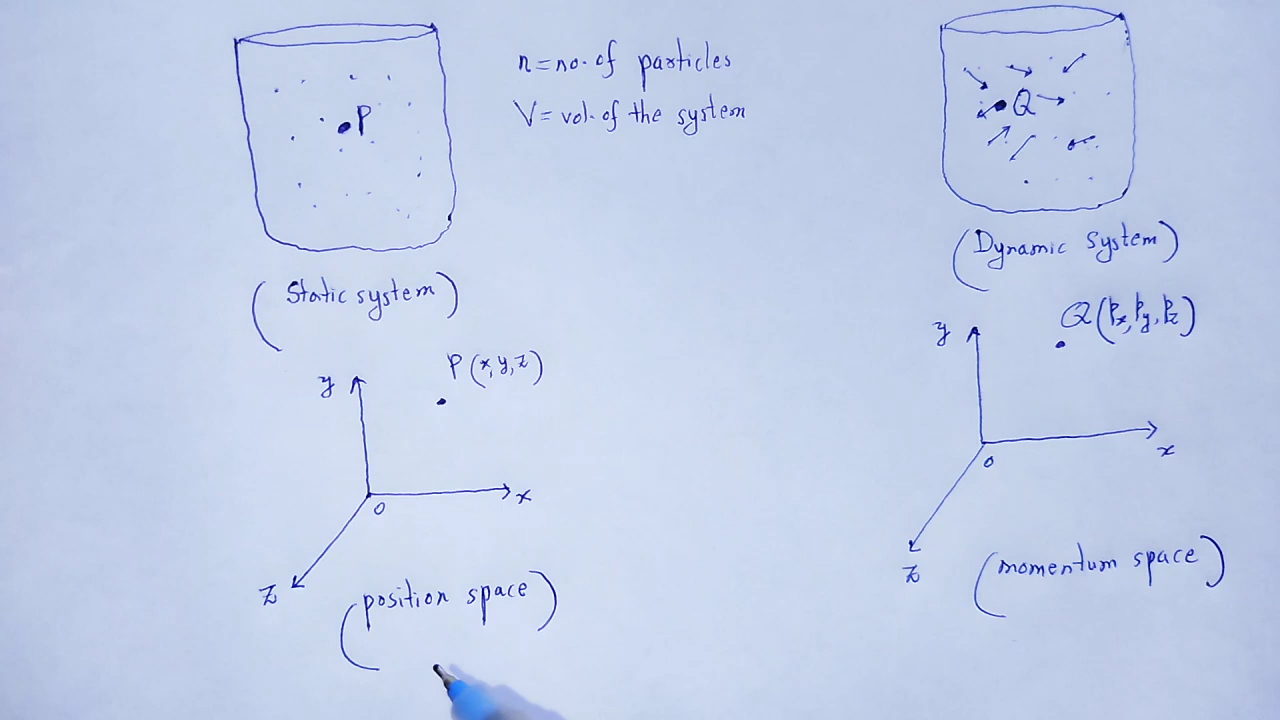 P
n = no. of particles
V = vol. of the system
Q
(Static system)
(Dynamic system)
y
P (x, y, z)
x
o
z
(position space)
y
Q (px, py, pz)
x
o
z
(momentum space)